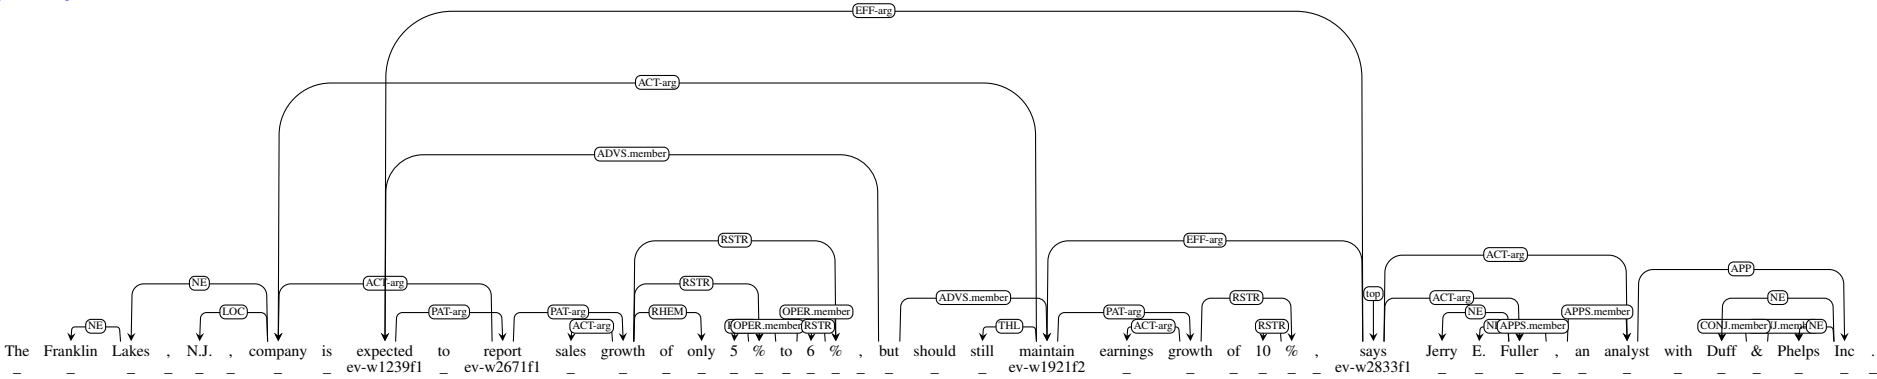 EFF-arg
ACT-arg
ADVS.member
RSTR EFF-arg
ACT-arg
APP
NE ACT-arg RSTR
top
ADVS.member ACT-arg NE
LOC PAT-arg PAT-arg RHEM OPER.member PAT-arg RSTR NE APPS.member
NE ACT-arg OPER.member RSTR THL ACT-arg RSTR APPS.member CONJ.member NE
The Franklin Lakes , N.J. , company is expected to report sales growth of only 5 % to 6 % , but should still maintain earnings growth of 10 % , says Jerry E. Fuller , an analyst with Duff & Phelps Inc .
_ _ _ _ _ _ _ _ ev-w1239f1 _ ev-w2671f1 _ _ _ _ _ _ _ _ _ _ _ _ _ ev-w1921f2 _ _ _ _ _ _ ev-w2833f1 _ _ _ _ _ _ _ _ _ _ _ _